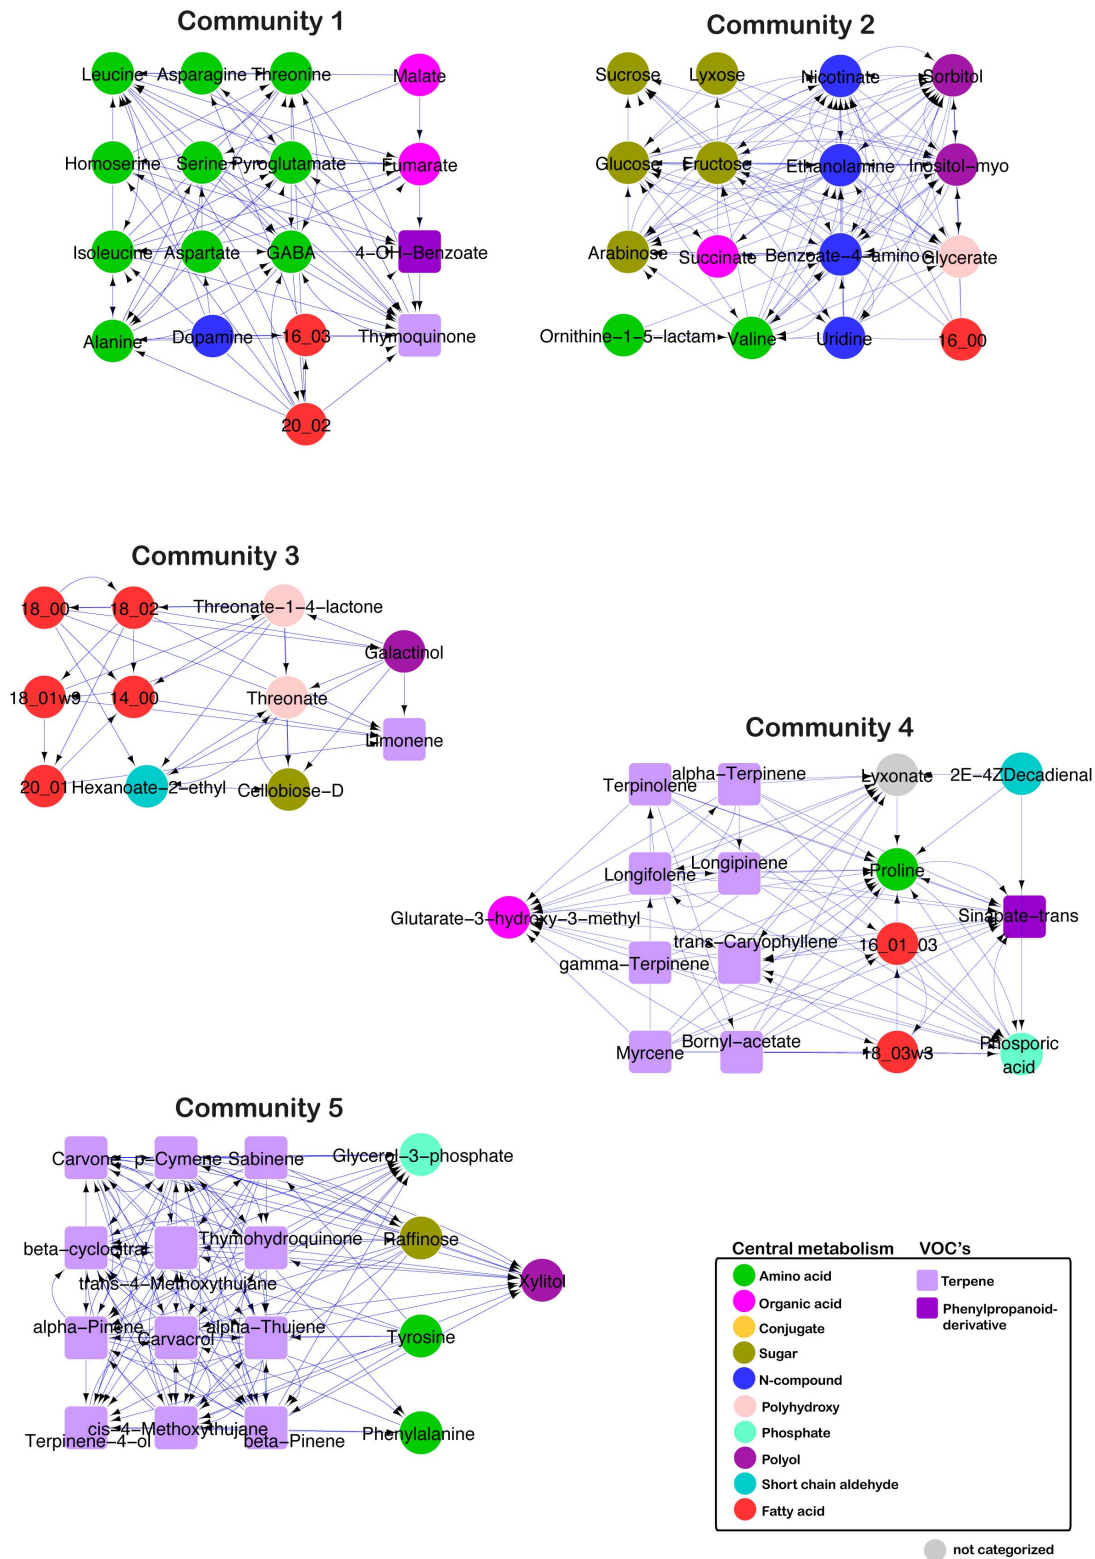 Community 1
Leucine Asparagine Threonine Malate
Homoserine Serine Pyroglutamate Fumarate
Isoleucine Aspartate GABA 4-OH-Benzoate
Alanine Dopamine 16_03 Thymoquinone
20_02
Community 2
Sucrose Lyxose Nicotinate Sorbitol
Glucose Fructose Ethanolamine Inositol-myo
Arabinose Succinate Benzoate-4-amino Glycerate
Ornithine-1-5-lactam Valine Uridine 16_00
Community 3
18_00 18_02 Threonate-1-4-lactone
Galactinol
18_01w9 14_00 Threonate
Limonene
20_01 Hexanoate-2-ethyl Cellobiose-D
Community 4
Terpinolene alpha-Terpinene Lyxonate 2E-4ZDecadienal
Longifolene Longipinene Proline
Glutarate-3-hydroxy-3-methyl Sinapate-trans
gamma-Terpinene trans-Caryophyllene 16_01_03
Myrcene Bornyl-acetate 18_03w3 Phosporic
acid
Community 5
Carvone p-Cymene Sabinene Glycerol-3-phosphate
beta-cyclocitral Thymohydroquinone Raffinose
trans-4-Methoxythujane Xylitol
alpha-Pinene Carvacrol alpha-Thujene Tyrosine
Terpinene-4-ol cis-4-Methoxythujane beta-Pinene Phenylalanine
Central metabolism VOC's
Amino acid Terpene
Organic acid Phenylpropanoid-
derivative
Conjugate
Sugar
N-compound
Polyhydroxy
Phosphate
Polyol
Short chain aldehyde
Fatty acid
not categorized